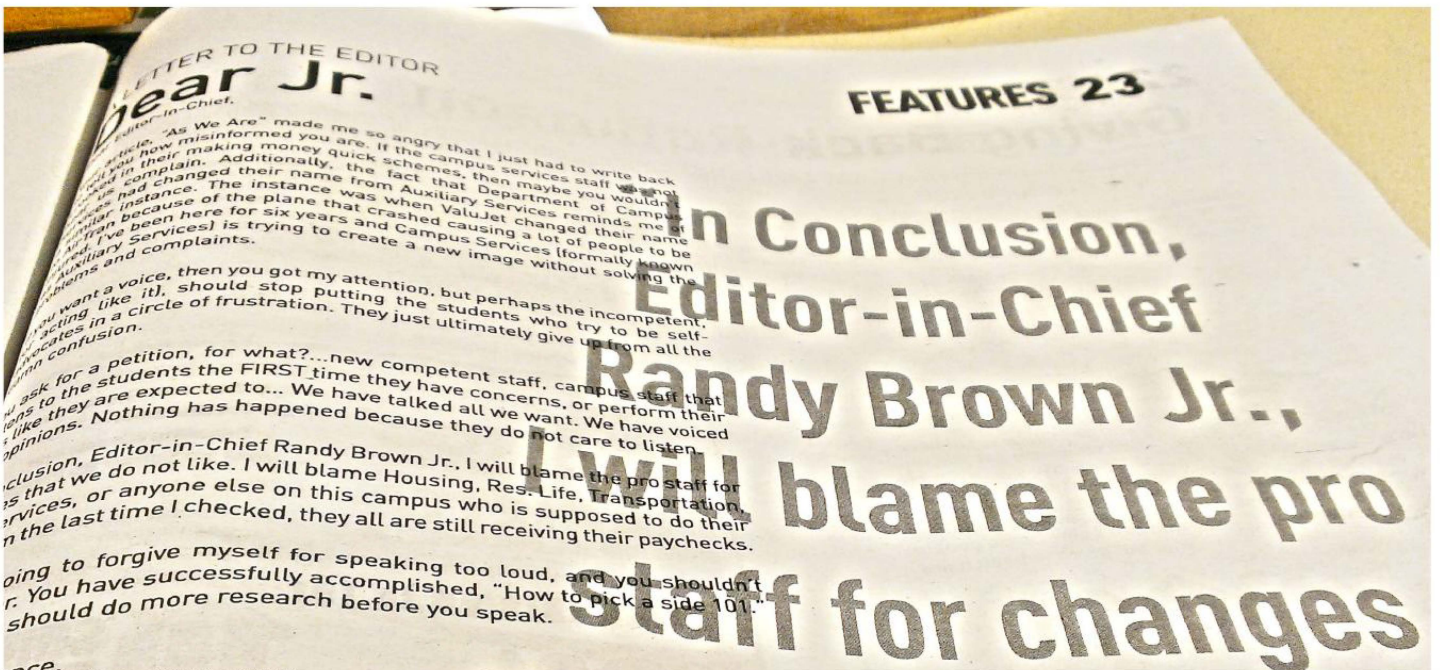 LETTER TO THE EDITOR
Dear Jr.
Editor-In-Chief,
article, "As We Are" made me so angry that I just had to write back
tell you how misinformed you are. If the campus services staff was not
in their making money quick schemes, then maybe you wouldn't
us complain. Additionally, the fact that Department of Campus
had changed their name from Auxiliary Services reminds me of
similar instance. The instance was when ValuJet changed their name
AirTran because of the plane that crashed causing a lot of people to be
I've been here for six years and Campus Services (formally known
Auxiliary Services) is trying to create a new image without solving the
problems and complaints.
you want a voice, then you got my attention, but perhaps the incompetent,
acting like it), should stop putting the students who try to be self-
advocates in a circle of frustration. They just ultimately give up from all the
confusion.
ask for a petition, for what?...new competent staff, campus staff that
to the students the FIRST time they have concerns, or perform their
like they are expected to... We have talked all we want. We have voiced
opinions. Nothing has happened because they do not care to listen.
clusion, Editor-in-Chief Randy Brown Jr., I will blame the pro staff for
that we do not like. I will blame Housing, Res. Life, Transportation,
ervices, or anyone else on this campus who is supposed to do their
the last time I checked, they all are still receiving their paychecks.
oing to forgive myself for speaking too loud, and you shouldn't
r. You have successfully accomplished, "How to pick a side 101."
should do more research before you speak.
FEATURES 23
In Conclusion,
Editor-in-Chief
Randy Brown Jr.,
I will blame the pro
staff for changes